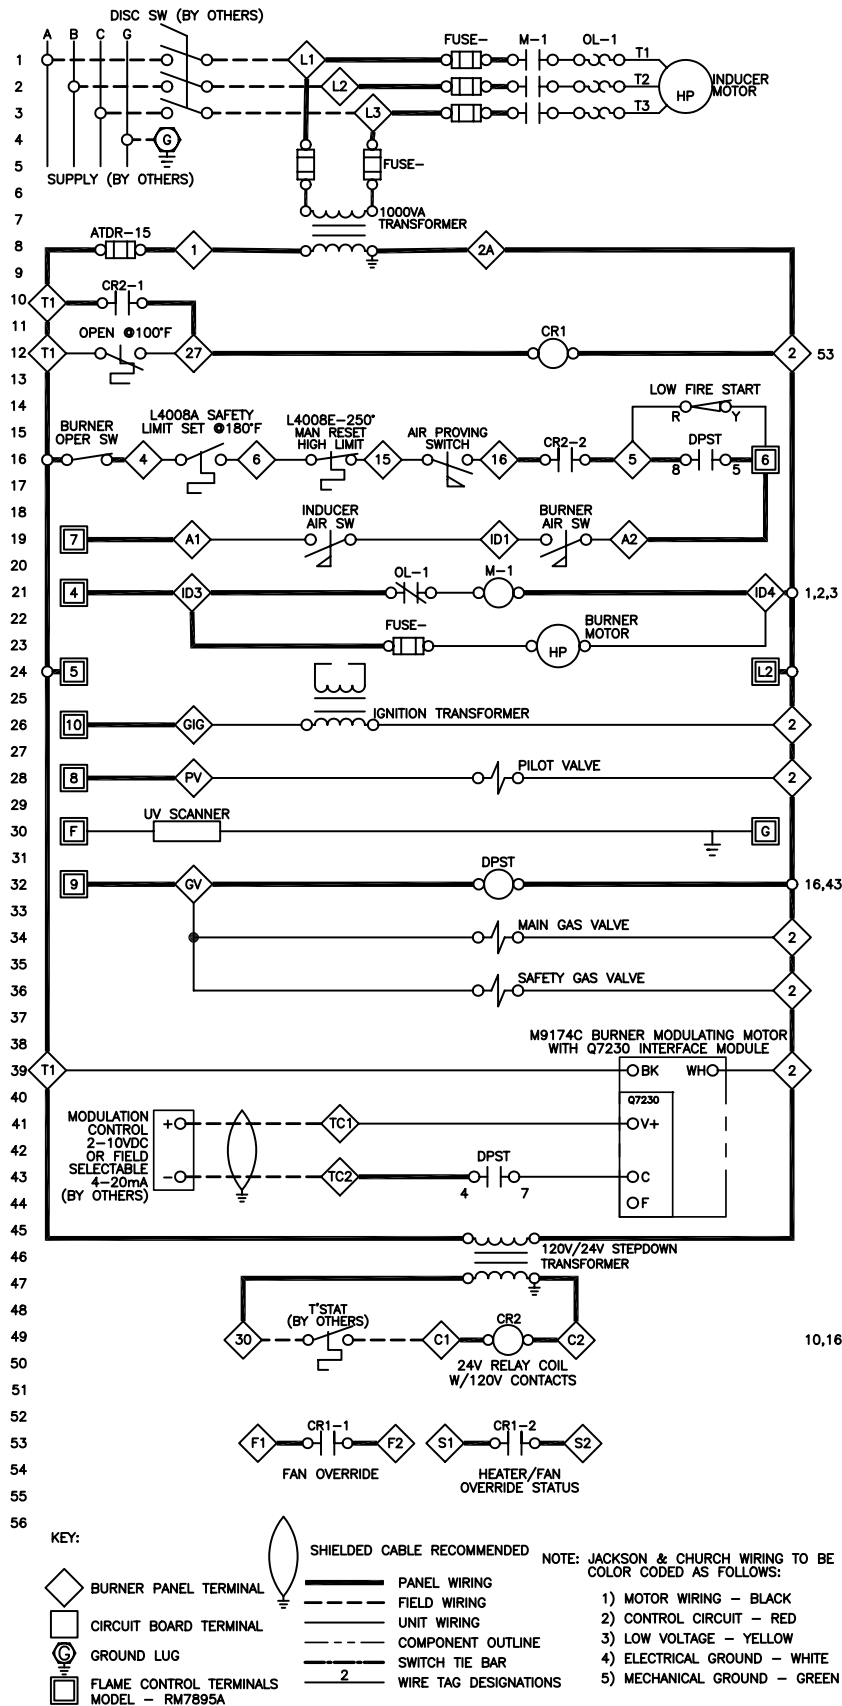 DISC SW (BY OTHERS)
A B C G
FUSE- M-1 OL-1
1 L1 T1
2 L2 T2 HP INDUCER
MOTOR
3 L3 T3
4 G
5 FUSE-
SUPPLY (BY OTHERS)
6
7 1000VA
TRANSFORMER
ATDR-15
8 1 2A
9
CR2-1
10 T1
11
OPEN @100°F CR1
12 T1 27 2 53
13
14 LOW FIRE START
R Y
15 BURNER
OPER SW
L4008A SAFETY
LIMIT SET @180°F
L4008E-250°
MAN RESET
HIGH LIMIT
AIR PROVING
SWITCH
CR2-2 DPST
16 4 6 15 16 5 8 5 6
17
18
INDUCER
AIR SW
BURNER
AIR SW
19 7 A1 ID1 A2
20
OL-1 M-1
21 4 ID3 ID4 1,2,3
22
FUSE- BURNER
MOTOR
23 HP
24 5 L2
25
IGNITION TRANSFORMER
26 10 GIG 2
27
PILOT VALVE
28 8 PV 2
29
UV SCANNER
30 F G
31
DPST
32 9 GV 16,43
33
MAIN GAS VALVE
34 2
35
SAFETY GAS VALVE
36 2
37
38
M9174C BURNER MODULATING MOTOR
WITH Q7230 INTERFACE MODULE
39 T1 BK WH 2
40
Q7230
MODULATION
CONTROL
2-10VDC
OR FIELD
SELECTABLE
4-20mA
(BY OTHERS)
41 + TC1 V+
42
DPST
43 - TC2 4 7 C
44 F
45
46 120V/24V STEPDOWN
TRANSFORMER
47
48
T'STAT
(BY OTHERS)
CR2
49 30 C1 C2 10,16
50 24V RELAY COIL
W/120V CONTACTS
51
52
CR1-1 CR1-2
53 F1 F2 S1 S2
54 FAN OVERRIDE
HEATER/FAN
OVERRIDE STATUS
55
56
KEY:
BURNER PANEL TERMINAL
CIRCUIT BOARD TERMINAL
G GROUND LUG
FLAME CONTROL TERMINALS
MODEL - RM7895A
SHIELDED CABLE RECOMMENDED
PANEL WIRING
FIELD WIRING
UNIT WIRING
COMPONENT OUTLINE
SWITCH TIE BAR
2 WIRE TAG DESIGNATIONS
NOTE: JACKSON & CHURCH WIRING TO BE
COLOR CODED AS FOLLOWS:
1) MOTOR WIRING - BLACK
2) CONTROL CIRCUIT - RED
3) LOW VOLTAGE - YELLOW
4) ELECTRICAL GROUND - WHITE
5) MECHANICAL GROUND - GREEN